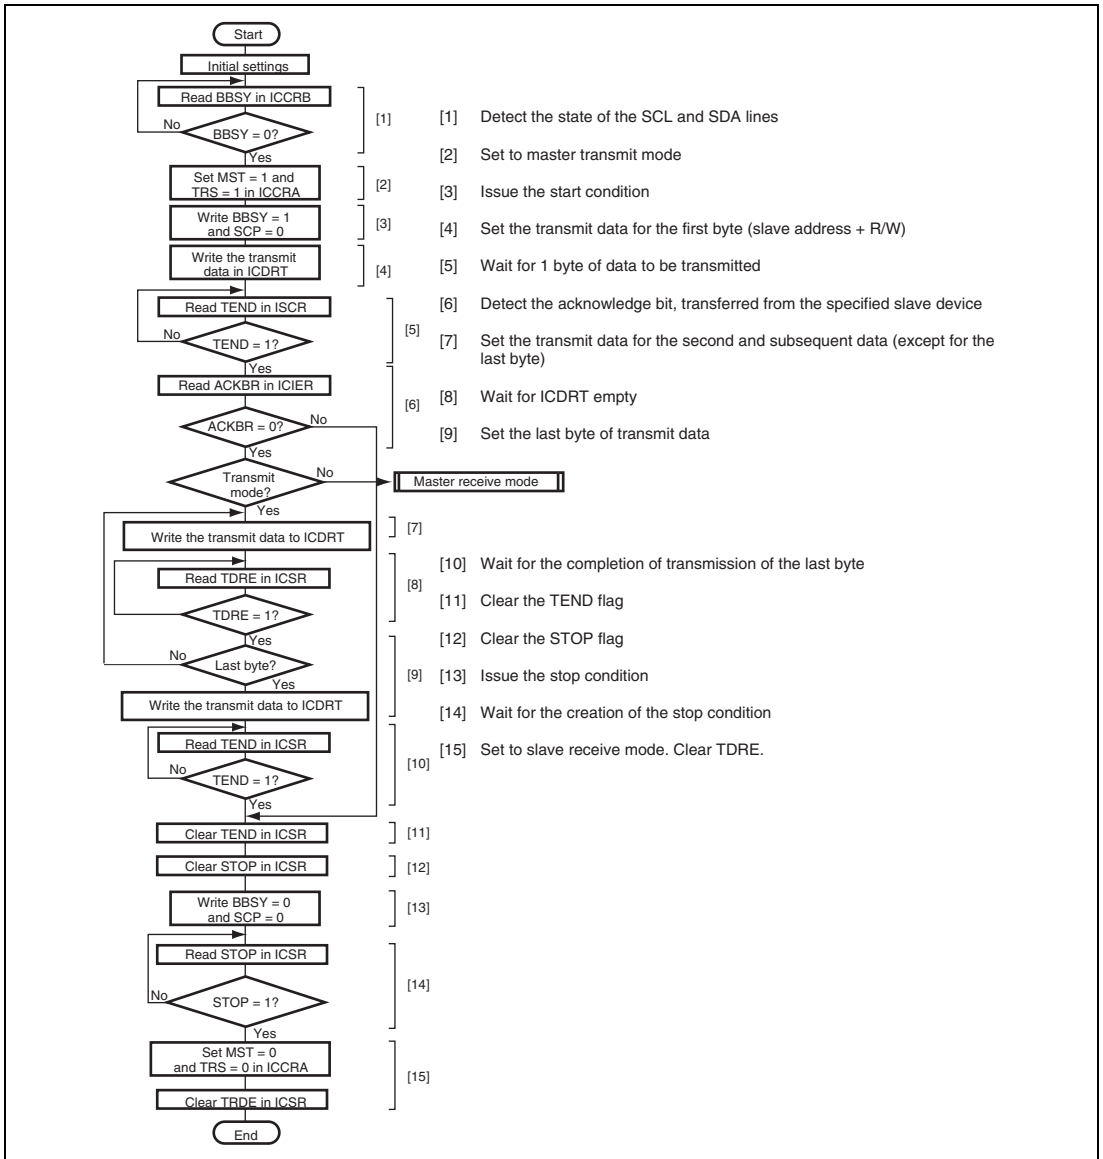 Start
Initial settings
Read BBSY in ICCRB
No
BBSY = 0?
Yes
[1]
Set MST = 1 and
TRS = 1 in ICCRA
[2]
Write BBSY = 1
and SCP = 0
[3]
Write the transmit
data in ICDRT
[4]
Read TEND in ISCR
No
TEND = 1?
Yes
[5]
Read ACKBR in ICIER
ACKBR = 0?
No
Yes
[6]
Transmit
mode?
No
Yes
Master receive mode
Write the transmit data to ICDRT
[7]
Read TDRE in ICSR
TDRE = 1?
Yes
[8]
No
Last byte?
Yes
Write the transmit data to ICDRT
[9]
Read TEND in ICSR
No
TEND = 1?
Yes
[10]
Clear TEND in ICSR
[11]
Clear STOP in ICSR
[12]
Write BBSY = 0
and SCP = 0
[13]
Read STOP in ICSR
No
STOP = 1?
Yes
[14]
Set MST = 0
and TRS = 0 in ICCRA
Clear TRDE in ICSR
[15]
End
[1] Detect the state of the SCL and SDA lines
[2] Set to master transmit mode
[3] Issue the start condition
[4] Set the transmit data for the first byte (slave address + R/W)
[5] Wait for 1 byte of data to be transmitted
[6] Detect the acknowledge bit, transferred from the specified slave device
[7] Set the transmit data for the second and subsequent data (except for the
last byte)
[8] Wait for ICDRT empty
[9] Set the last byte of transmit data
[10] Wait for the completion of transmission of the last byte
[11] Clear the TEND flag
[12] Clear the STOP flag
[13] Issue the stop condition
[14] Wait for the creation of the stop condition
[15] Set to slave receive mode. Clear TDRE.